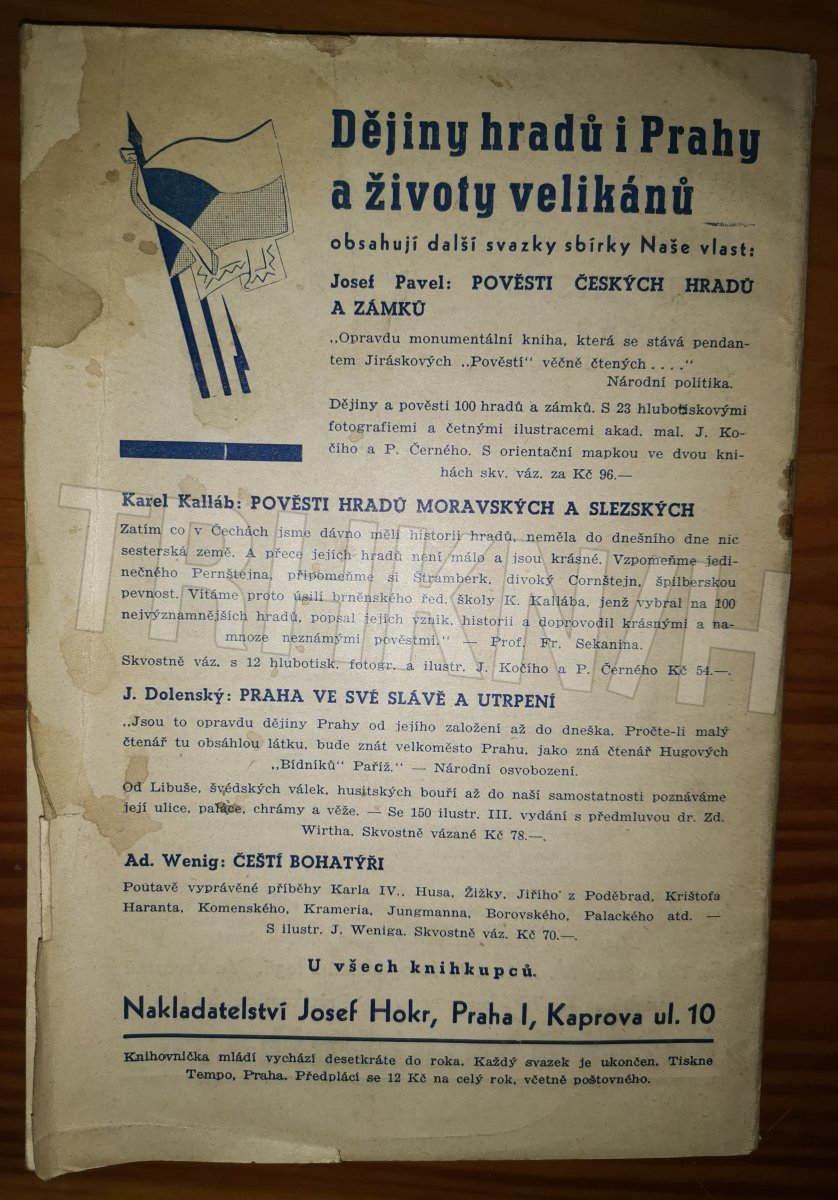 Dějiny hradů i Prahy
a životy velikánů
obsahují další svazky sbírky Naše vlast:
Josef Pavel: POVĚSTI ČESKÝCH HRADŮ
A ZÁMKŮ
„Opravdu monumentální kniha, která se stává pendan-
tem Jiráskových „Pověstí“ věčně čtených . . . .“
Národní politika.
Dějiny a pověsti 100 hradů a zámků. S 23 hlubotiskovými
fotografiemi a četnými ilustracemi akad. mal. J. Ko-
čího a P. Černého. S orientační mapkou ve dvou kni-
hách skv. váz. za Kč 96.—
Karel Kalláb: POVĚSTI HRADŮ MORAVSKÝCH A SLEZSKÝCH
Zatím co v Čechách jsme dávno měli historii hradů, neměla do dnešního dne nic
sesterská země. A přece jejích hradů není málo a jsou krásné. Vzpomeňme jedi-
nečného Pernštejna, připomeňme si Štramberk, divoký Cornštejn, špilberskou
pevnost. Vítáme proto úsilí brněnského řed. školy K. Kallába, jenž vybral na 100
nejvýznamnějších hradů, popsal jejich vznik, historii a doprovodil krásnými a na-
mnoze neznámými pověstmi.“ — Prof. Fr. Sekanina.
Skvostně váz. s 12 hlubotisk. fotogr. a ilustr. J. Kočího a P. Černého Kč 54.—.
J. Dolenský: PRAHA VE SVÉ SLÁVĚ A UTRPENÍ
„Jsou to opravdu dějiny Prahy od jejího založení až do dneška. Pročte-li malý
čtenář tu obsáhlou látku, bude znát velkoměsto Prahu, jako zná čtenář Hugových
„Bídníků“ Paříž.“ — Národní osvobození.
Od Libuše, švédských válek, husitských bouří až do naší samostatnosti poznáváme
její ulice, paláce, chrámy a věže. — Se 150 ilustr. III. vydání s předmluvou dr. Zd.
Wirtha. Skvostně vázané Kč 78.—.
Ad. Wenig: ČEŠTÍ BOHATÝŘI
Poutavě vyprávěné příběhy Karla IV., Husa, Žižky, Jiřího z Poděbrad, Krištofa
Haranta, Komenského, Krameria, Jungmanna, Borovského, Palackého atd. —
S ilustr. J. Weniga. Skvostně váz. Kč 70.—.
U všech knihkupců.
Nakladatelství Josef Hokr, Praha I, Kaprova ul. 10
Knihovnička mládí vychází desetkráte do roka. Každý svazek je ukončen. Tiskne
Tempo, Praha. Předplácí se 12 Kč na celý rok, včetně poštovného.